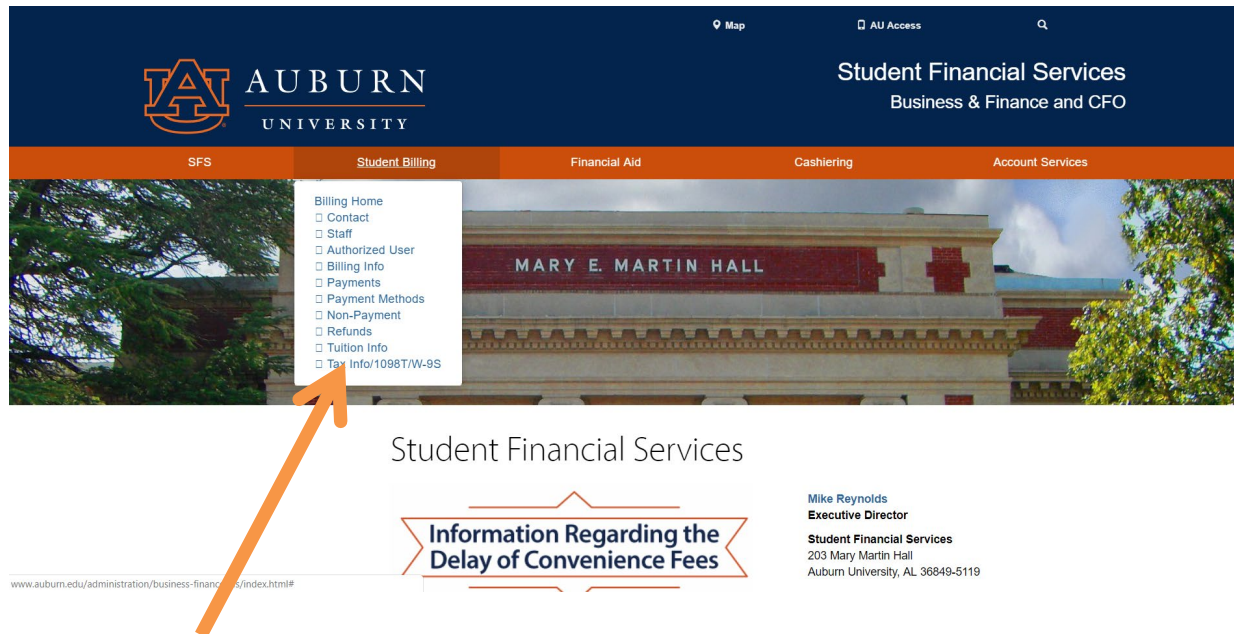 Map
AU Access
AUBURN
UNIVERSITY
Student Financial Services
Business & Finance and CFO
SFS
Student Billing
Financial Aid
Cashiering
Account Services
Billing Home
Contact
Staff
Authorized User
Billing Info
Payments
Payment Methods
Non-Payment
Refunds
Tuition Info
Tax Info/1098T/W-9S
MARY E. MARTIN HALL
Student Financial Services
Information Regarding the
Delay of Convenience Fees
Mike Reynolds
Executive Director
Student Financial Services
203 Mary Martin Hall
Auburn University, AL 36849-5119